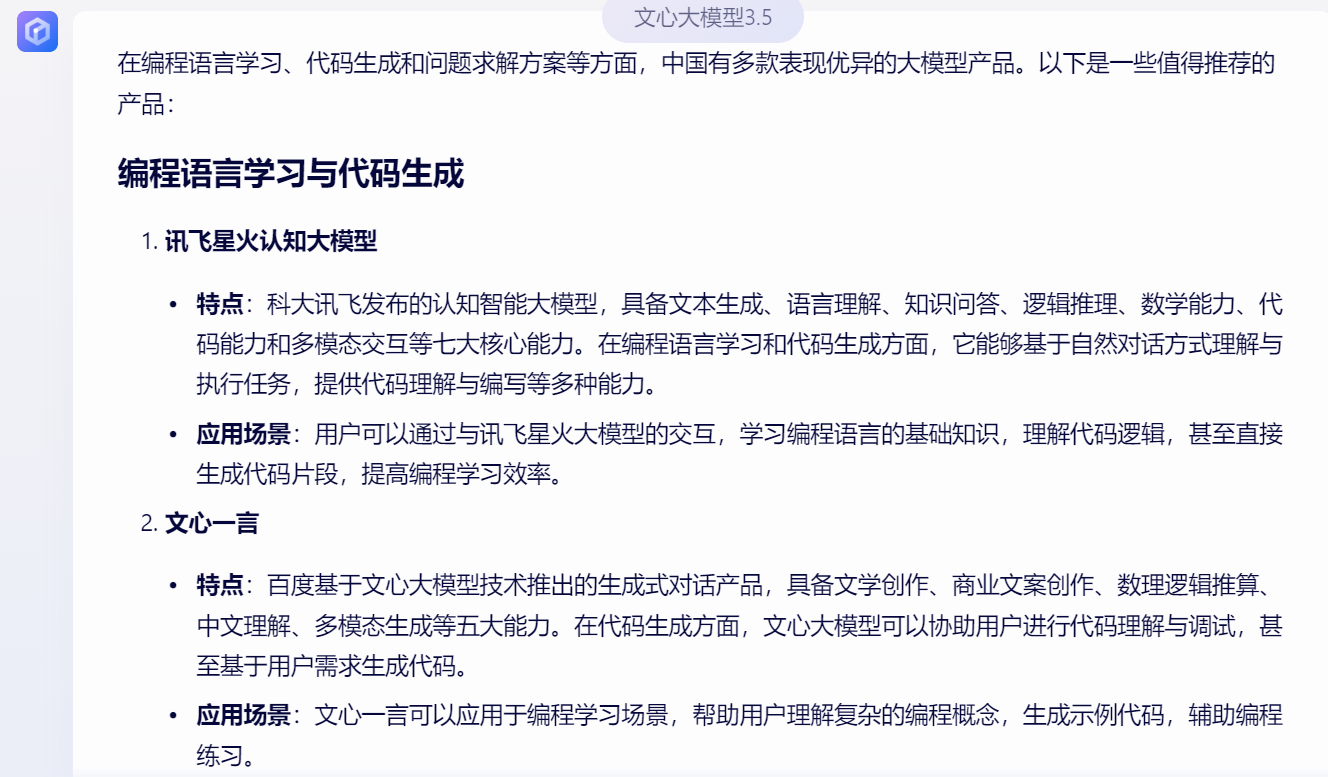 文心大模型3.5
在编程语言学习、代码生成和问题求解方案等方面，中国有多款表现优异的大模型产品。以下是一些值得推荐的
产品：
编程语言学习与代码生成
1. 讯飞星火认知大模型
• 特点：科大讯飞发布的认知智能大模型，具备文本生成、语言理解、知识问答、逻辑推理、数学能力、代
码能力和多模态交互等七大核心能力。在编程语言学习和代码生成方面，它能够基于自然对话方式理解与
执行任务，提供代码理解与编写等多种能力。
• 应用场景：用户可以通过与讯飞星火大模型的交互，学习编程语言的基础知识，理解代码逻辑，甚至直接
生成代码片段，提高编程学习效率。
2. 文心一言
• 特点：百度基于文心大模型技术推出的生成式对话产品，具备文学创作、商业文案创作、数理逻辑推算、
中文理解、多模态生成等五大能力。在代码生成方面，文心大模型可以协助用户进行代码理解与调试，甚
至基于用户需求生成代码。
• 应用场景：文心一言可以应用于编程学习场景，帮助用户理解复杂的编程概念，生成示例代码，辅助编程
练习。